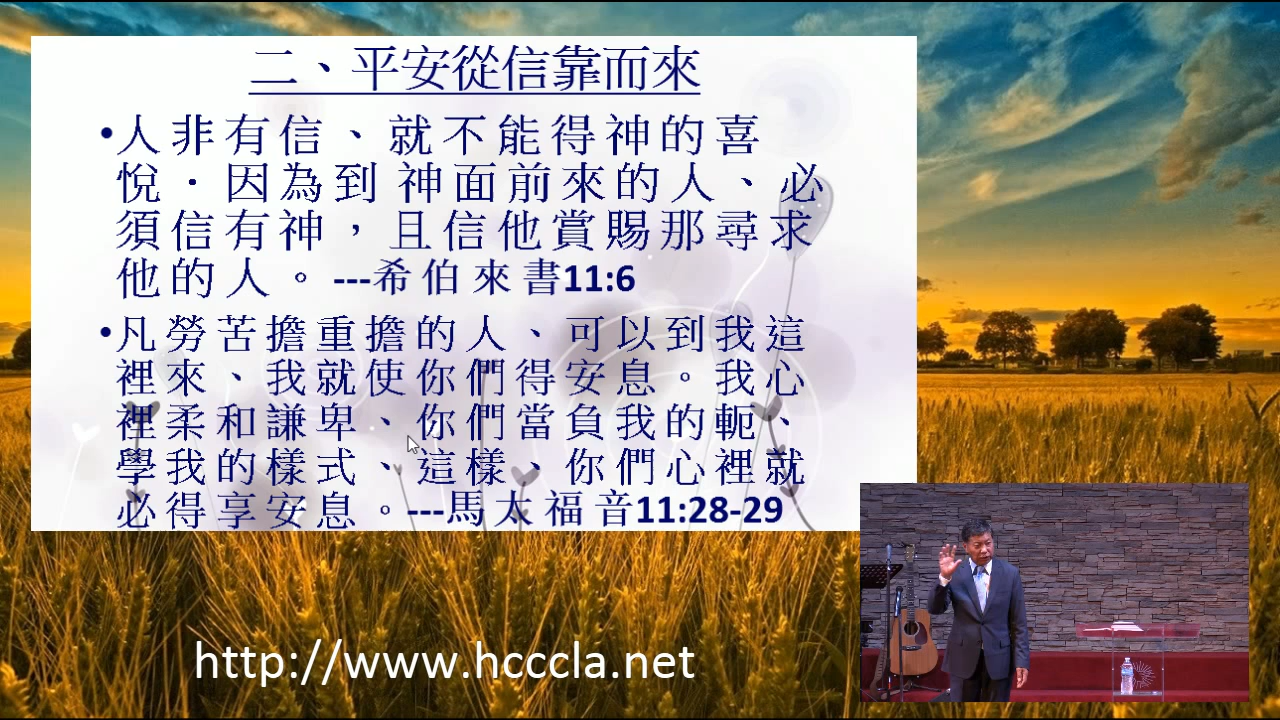 二、平安從信靠而來
•人非有信、就不能得神的喜
悅．因為到 神面前來的人、必
須信有神，且信他賞賜那尋求
他的人。---希伯來書11:6
•凡勞苦擔重擔的人、可以到我這
裡來、我就使你們得安息。我心
裡柔和謙卑、你們當負我的軛、
學我的樣式、這樣、你們心裡就
必得享安息。---馬太福音11:28-29
http://www.hcccla.net